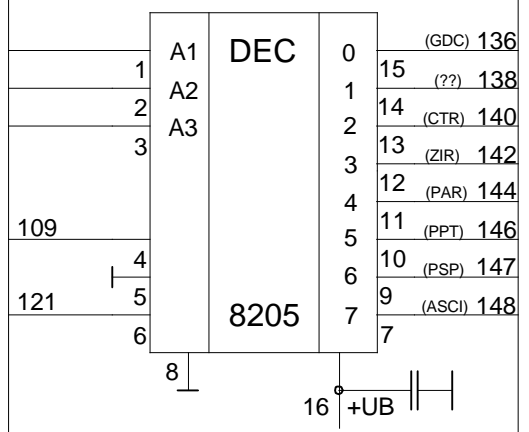 A1 DEC 0 (GDC) 136
1 15
A2 1 (??) 138
2 14
A3 2 (CTR) 140
3 13
3 (ZIR) 142
12
4 (PAR) 144
109 11
5 (PPT) 146
4 10
6 (PSP) 147
5 9
121 8205 7 (ASCI) 148
6 7
8
16 +UB